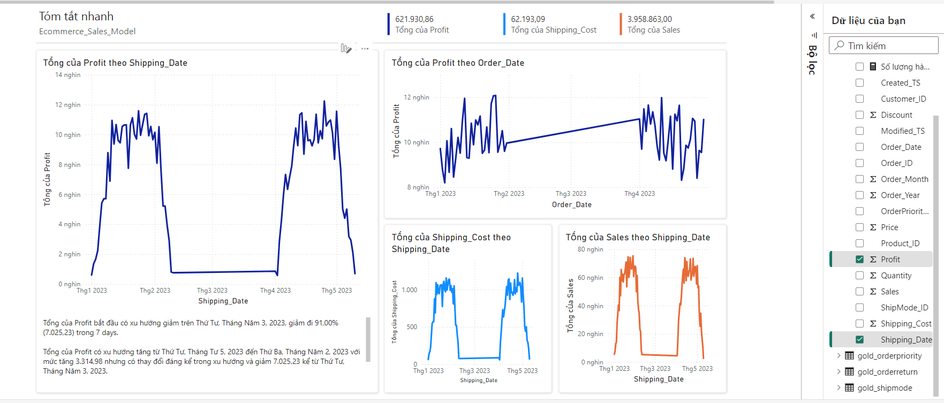 Tóm tắt nhanh
Ecommerce_Sales_Model
621.930,86
Tổng của Profit
62.193,09
Tổng của Shipping_Cost
3.958.863,00
Tổng của Sales
Tổng của Profit theo Shipping_Date
Tổng của Profit
14 nghìn
12 nghìn
10 nghìn
8 nghìn
6 nghìn
4 nghìn
2 nghìn
0 nghìn
Thg1 2023
Thg2 2023
Thg3 2023
Thg4 2023
Thg5 2023
Shipping_Date
Tổng của Profit bắt đầu có xu hướng giảm trên Thứ Tư, Tháng Năm 3, 2023, giảm đi 91,00%
(7.025,23) trong 7 days.
Tổng của Profit có xu hướng tăng từ Thứ Tư, Tháng Tư 5, 2023 đến Thứ Ba, Tháng Năm 2, 2023 với
mức tăng 3.314,98 nhưng có thay đổi đáng kể trong xu hướng và giảm 7.025,23 kể từ Thứ Tư,
Tháng Năm 3, 2023.
Tổng của Profit theo Order_Date
Tổng của Profit
12 nghìn
10 nghìn
8 nghìn
Thg1 2023
Thg2 2023
Thg3 2023
Thg4 2023
Order_Date
Tổng của Shipping_Cost theo
Shipping_Date
Tổng của Shipping_Cost
1.000
500
0
Thg1 2023
Thg3 2023
Thg5 2023
Shipping_Date
Tổng của Sales theo Shipping_Date
Tổng của Sales
80 nghìn
60 nghìn
40 nghìn
20 nghìn
0 nghìn
Thg1 2023
Thg3 2023
Thg5 2023
Shipping_Date
Bộ lọc
Dữ liệu của bạn
Tìm kiếm
Số lượng hà...
Created_TS
Customer_ID
Discount
Modified_TS
Order_Date
Order_ID
Order_Month
Order_Year
OrderPriorit...
Price
Product_ID
Profit
Quantity
Sales
ShipMode_ID
Shipping_Cost
Shipping_Date
gold_orderpriority
gold_orderreturn
gold_shipmode